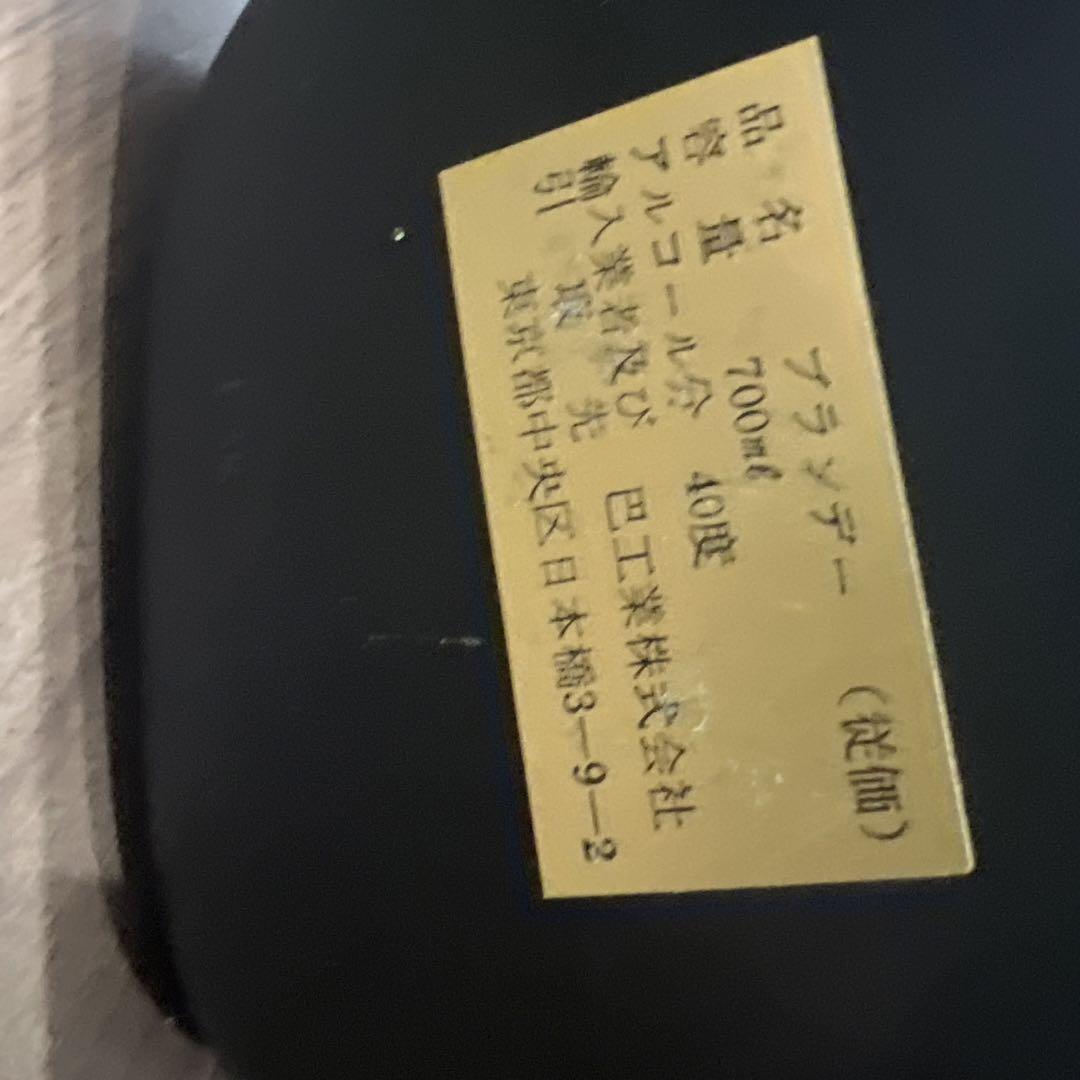 品名 ブランデー (従価)
容量 700ml
アルコール分 40度
輸入業者及び 巴工業株式会社
引取先
東京都中央区日本橋3-9-2